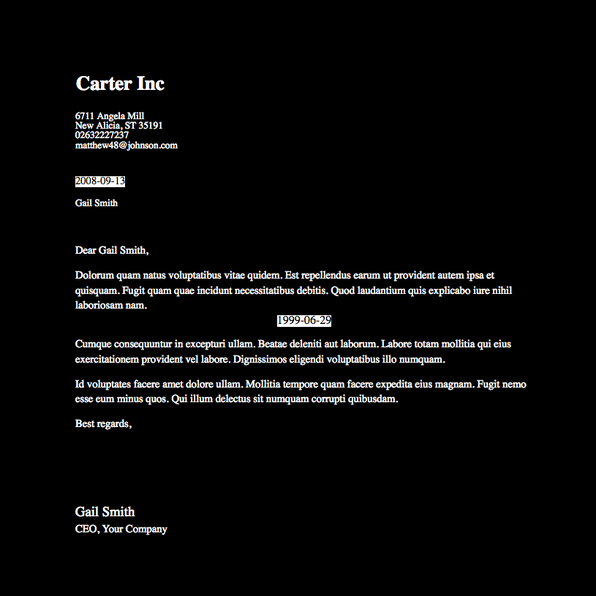 Carter Inc
6711 Angela Mill
New Alicia, ST 35191
02632227237
matthew48@johnson.com
2008-09-13
Gail Smith
Dear Gail Smith,
Dolorum quam natus voluptatibus vitae quidem. Est repellendus earum ut provident autem ipsa et
quisquam. Fugit quam quae incidunt necessitatibus debitis. Quod laudantium quis explicabo iure nihil
laboriosam nam.
1999-06-29
Cumque consequuntur in excepturi ullam. Beatae deleniti aut laborum. Labore totam mollitia qui eius
exercitationem provident vel labore. Dignissimos eligendi voluptatibus illo numquam.
Id voluptates facere amet dolore ullam. Mollitia tempore quam facere expedita eius magnam. Fugit nemo
esse eum minus quos. Qui illum delectus sit numquam corrupti quibusdam.
Best regards,
Gail Smith
CEO, Your Company